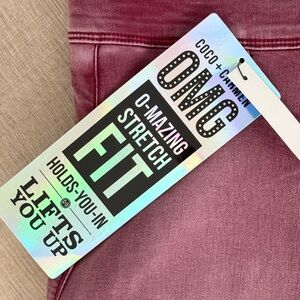 COCO + CARMEN
OMG
O-MAZING
STRETCH
FIT
HOLDS-YOU-IN
LIFTS
YOU UP